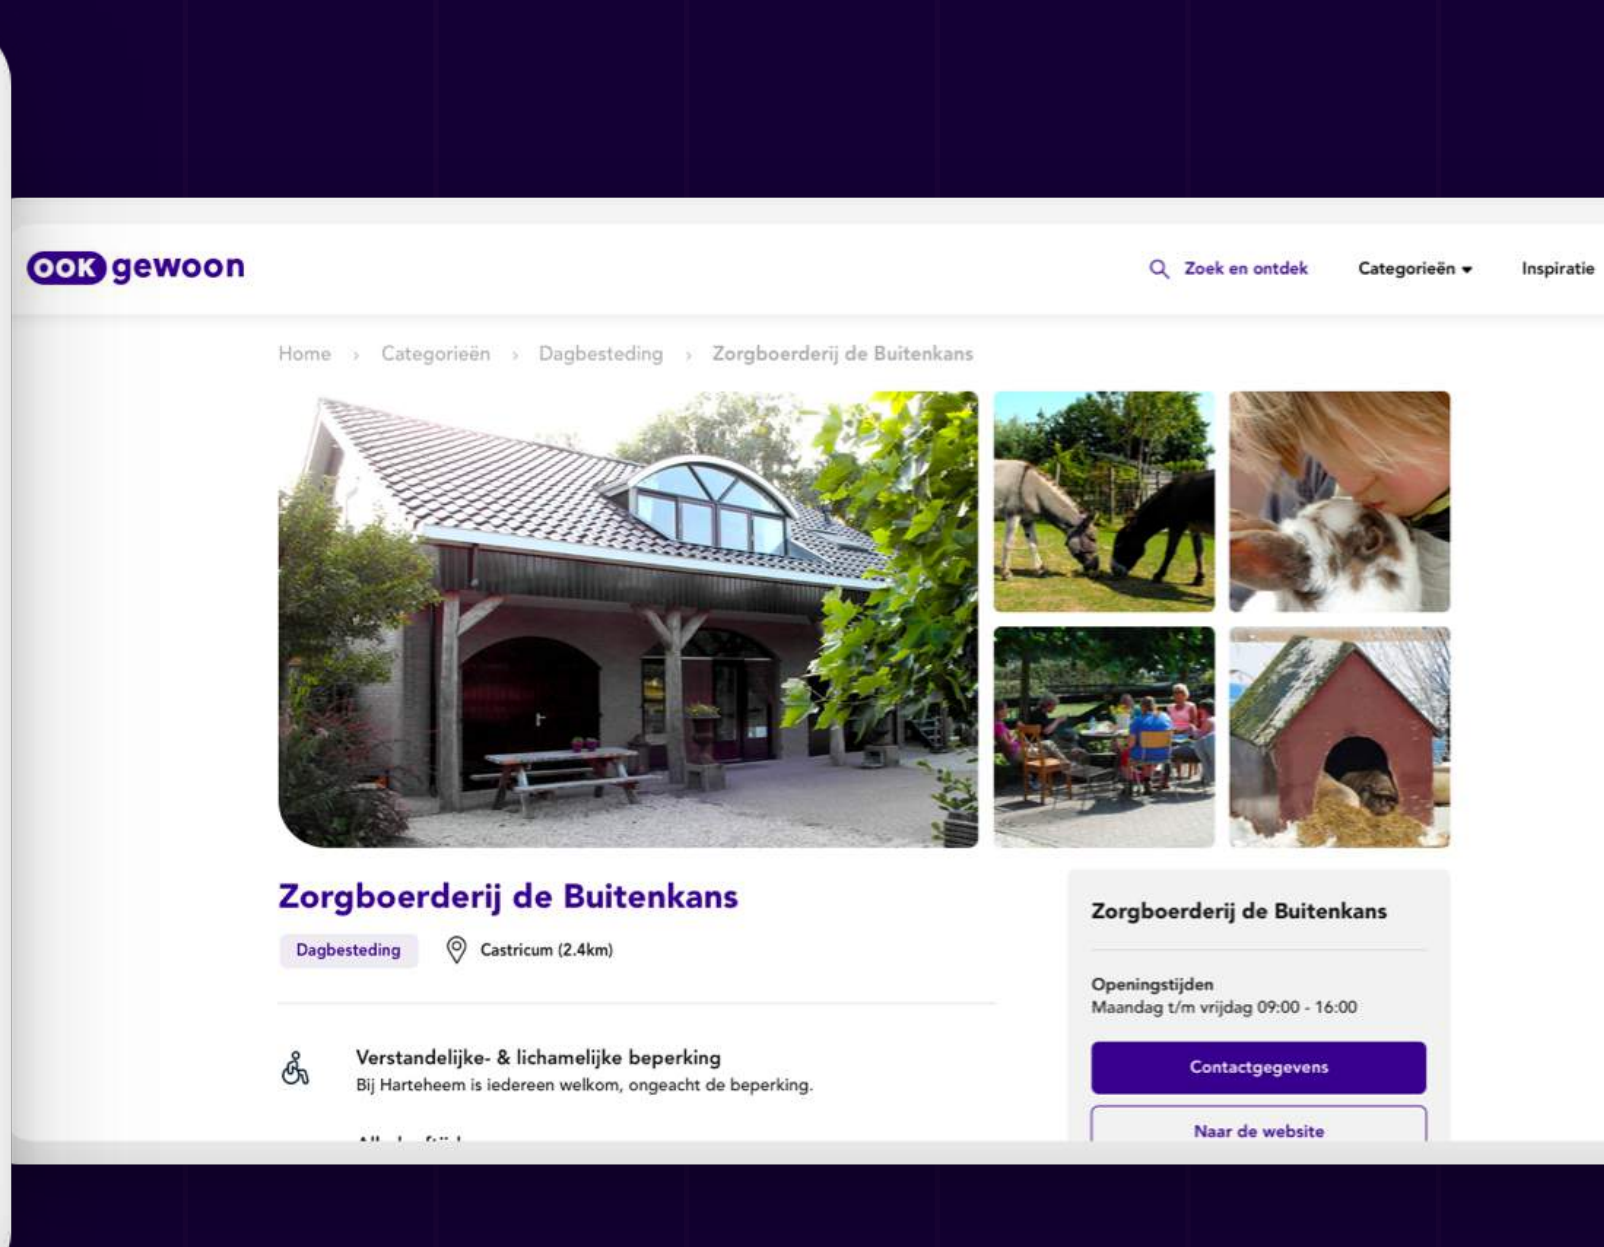 OOK gewoon
Zoek en ontdek
Categorieën
Inspiratie
Home › Categorieën › Dagbesteding › Zorgboerderij de Buitenkans
Zorgboerderij de Buitenkans
Dagbesteding
Castricum (2.4km)
Verstandelijke- & lichamelijke beperking
Bij Harteheem is iedereen welkom, ongeacht de beperking.
Zorgboerderij de Buitenkans
Openingstijden
Maandag t/m vrijdag 09:00 - 16:00
Contactgegevens
Naar de website